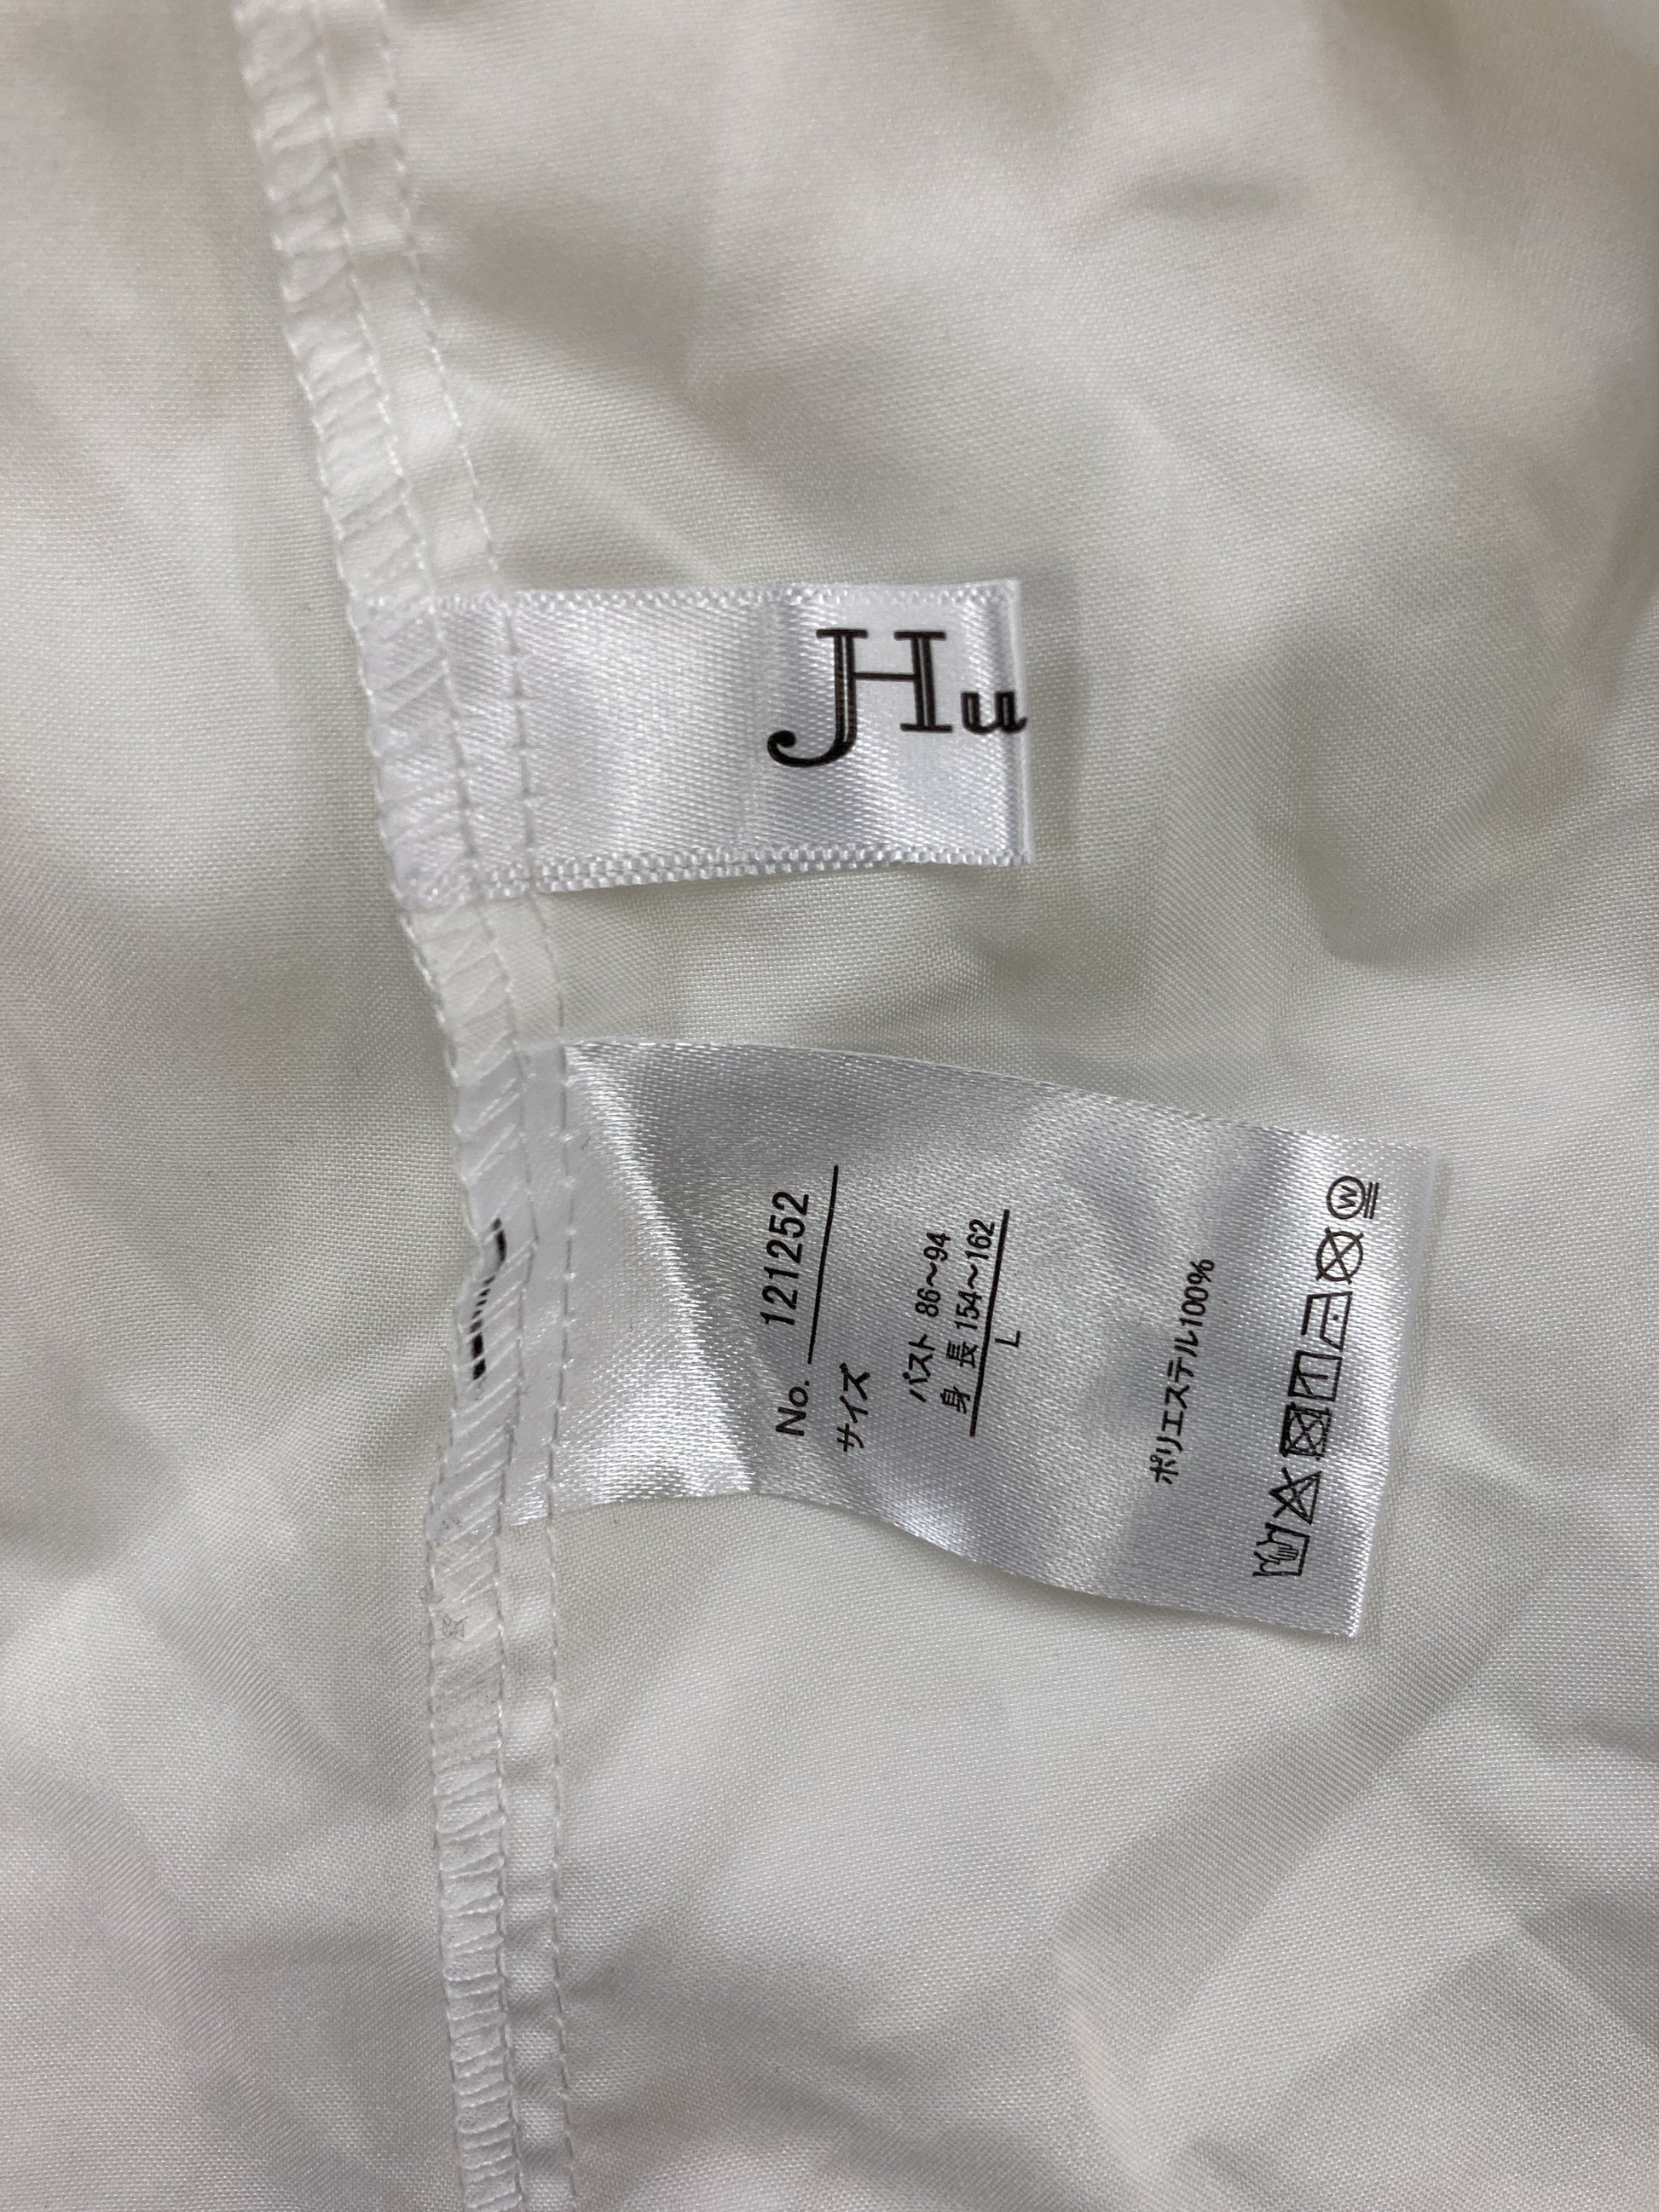 JHu
No. 121252
サイズ
バスト 86～94
身 長 154～162
L
ポリエステル100%
W